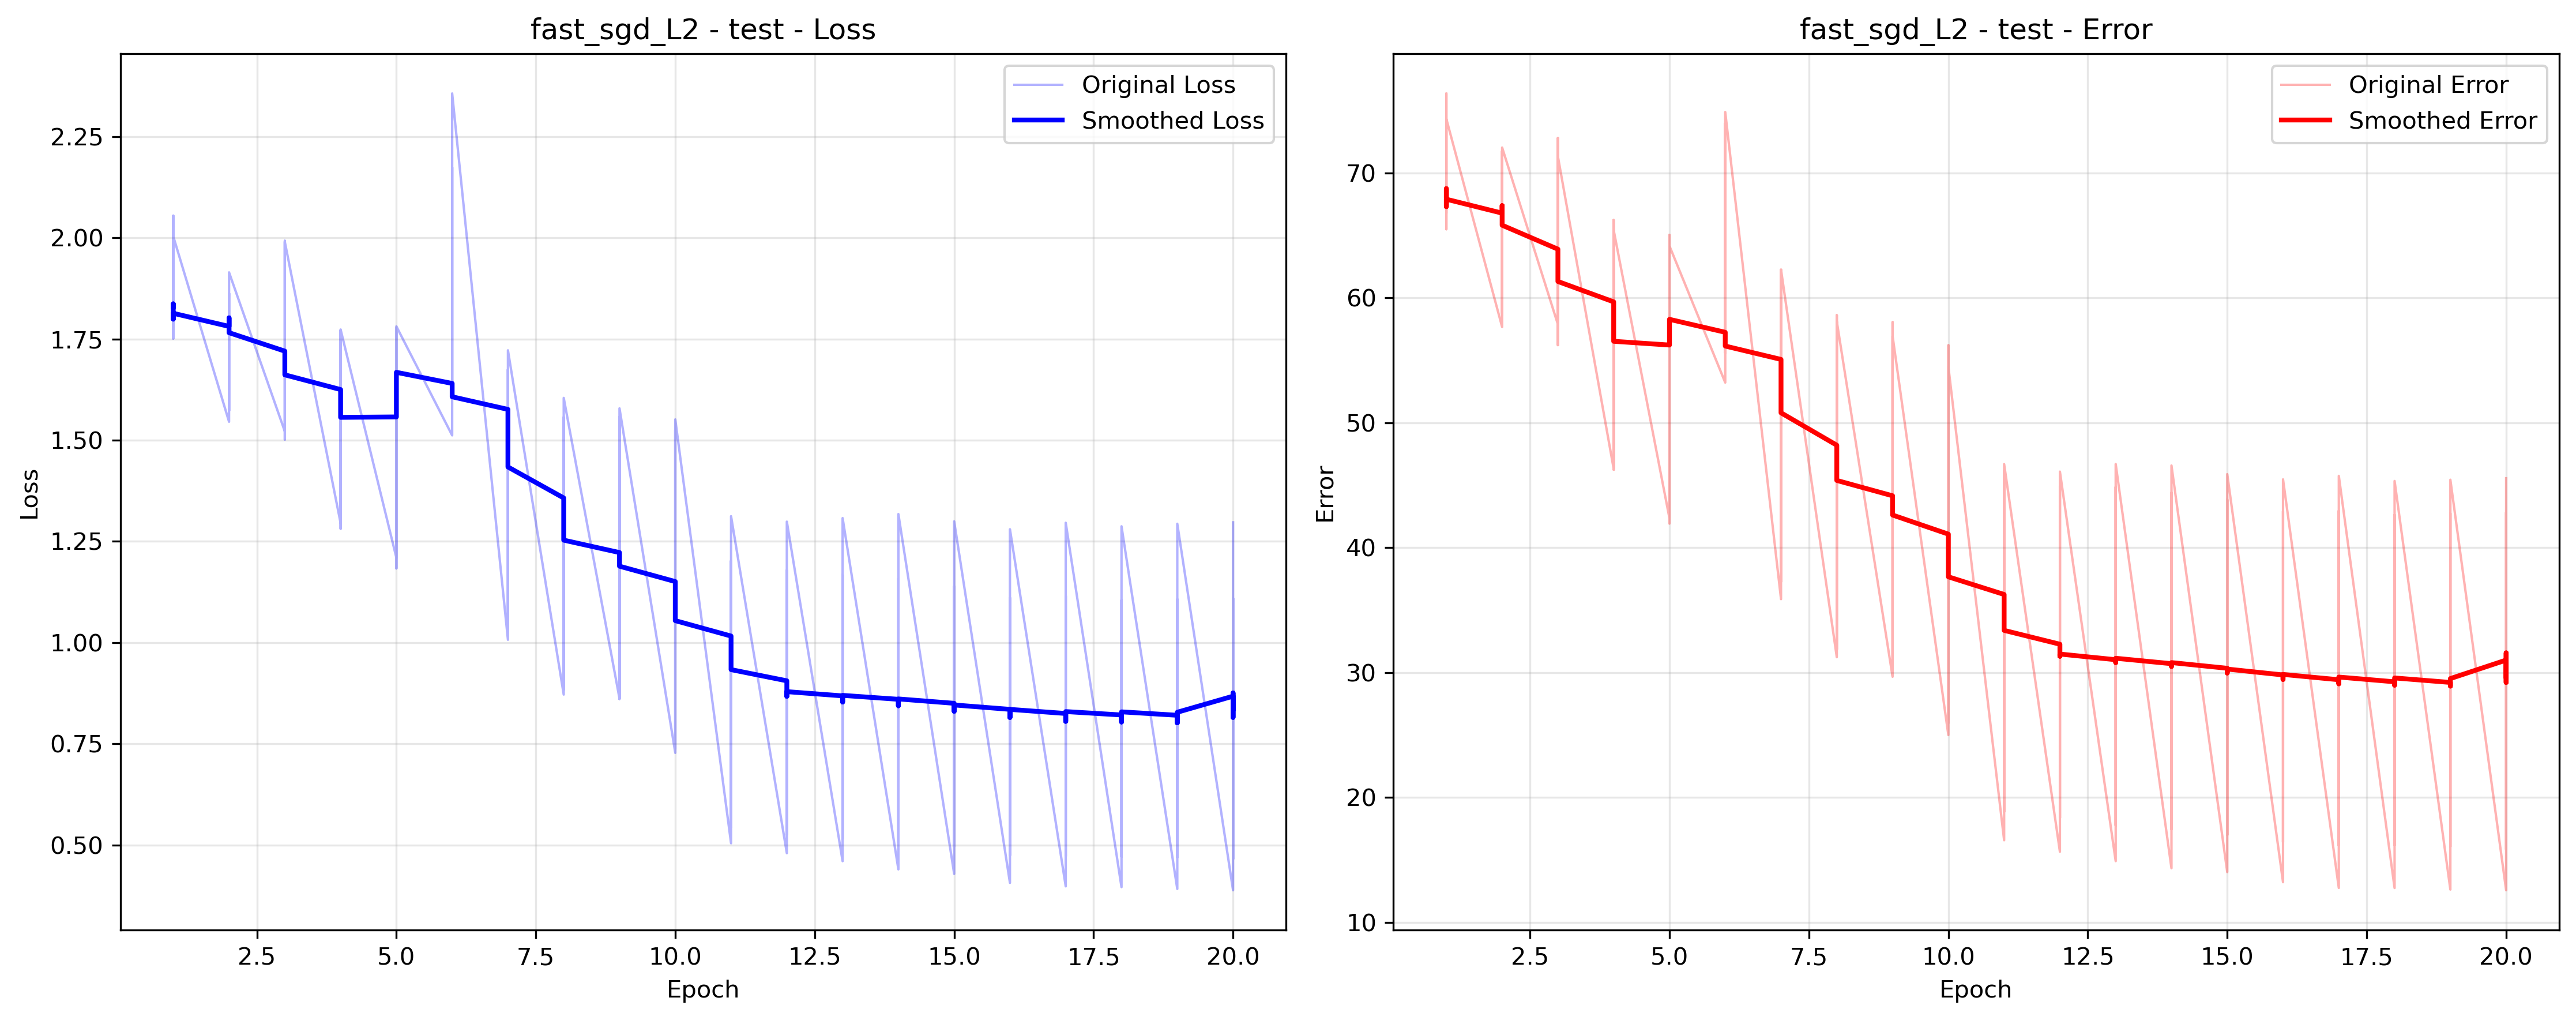 fast_sgd_L2 - test - Loss
Original Loss
Smoothed Loss
2.25
2.00
1.75
1.50
1.25
1.00
0.75
0.50
Loss
2.5 5.0 7.5 10.0 12.5 15.0 17.5 20.0
Epoch
fast_sgd_L2 - test - Error
Original Error
Smoothed Error
70
60
50
40
30
20
10
Error
2.5 5.0 7.5 10.0 12.5 15.0 17.5 20.0
Epoch